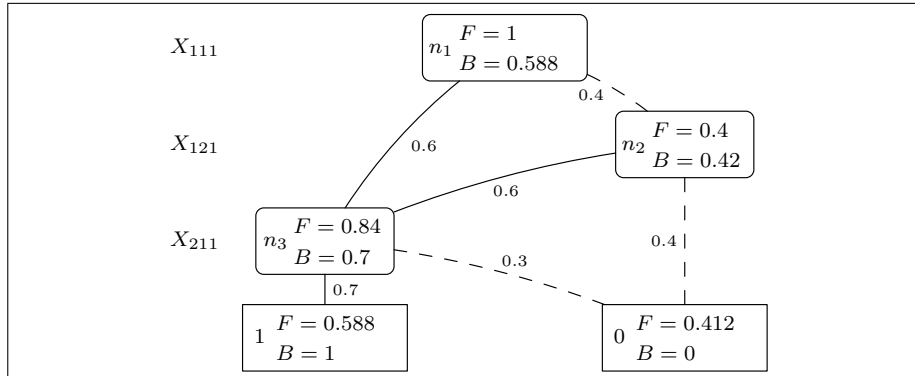 X₁₁₁
n₁ F = 1
B = 0.588
0.4
X₁₂₁
0.6
n₂ F = 0.4
B = 0.42
0.6
X₂₁₁
n₃ F = 0.84
B = 0.7
0.4
0.3
0.7
1 F = 0.588
B = 1
0 F = 0.412
B = 0